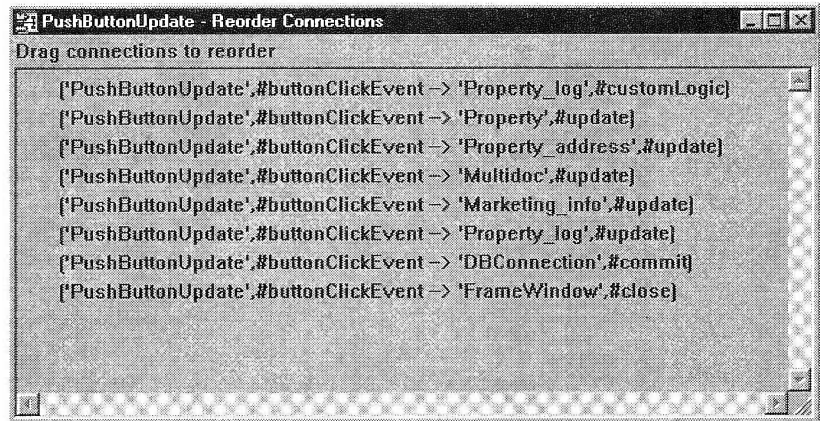 PushButtonUpdate - Reorder Connections
Drag connections to reorder
('PushButtonUpdate',#buttonClickEvent --> 'Property_log',#customLogic)
('PushButtonUpdate',#buttonClickEvent --> 'Property',#update)
('PushButtonUpdate',#buttonClickEvent --> 'Property_address',#update)
('PushButtonUpdate',#buttonClickEvent --> 'Multidoc',#update)
('PushButtonUpdate',#buttonClickEvent --> 'Marketing_info',#update)
('PushButtonUpdate',#buttonClickEvent --> 'Property_log',#update)
('PushButtonUpdate',#buttonClickEvent --> 'DBConnection',#commit)
('PushButtonUpdate',#buttonClickEvent --> 'FrameWindow',#close)